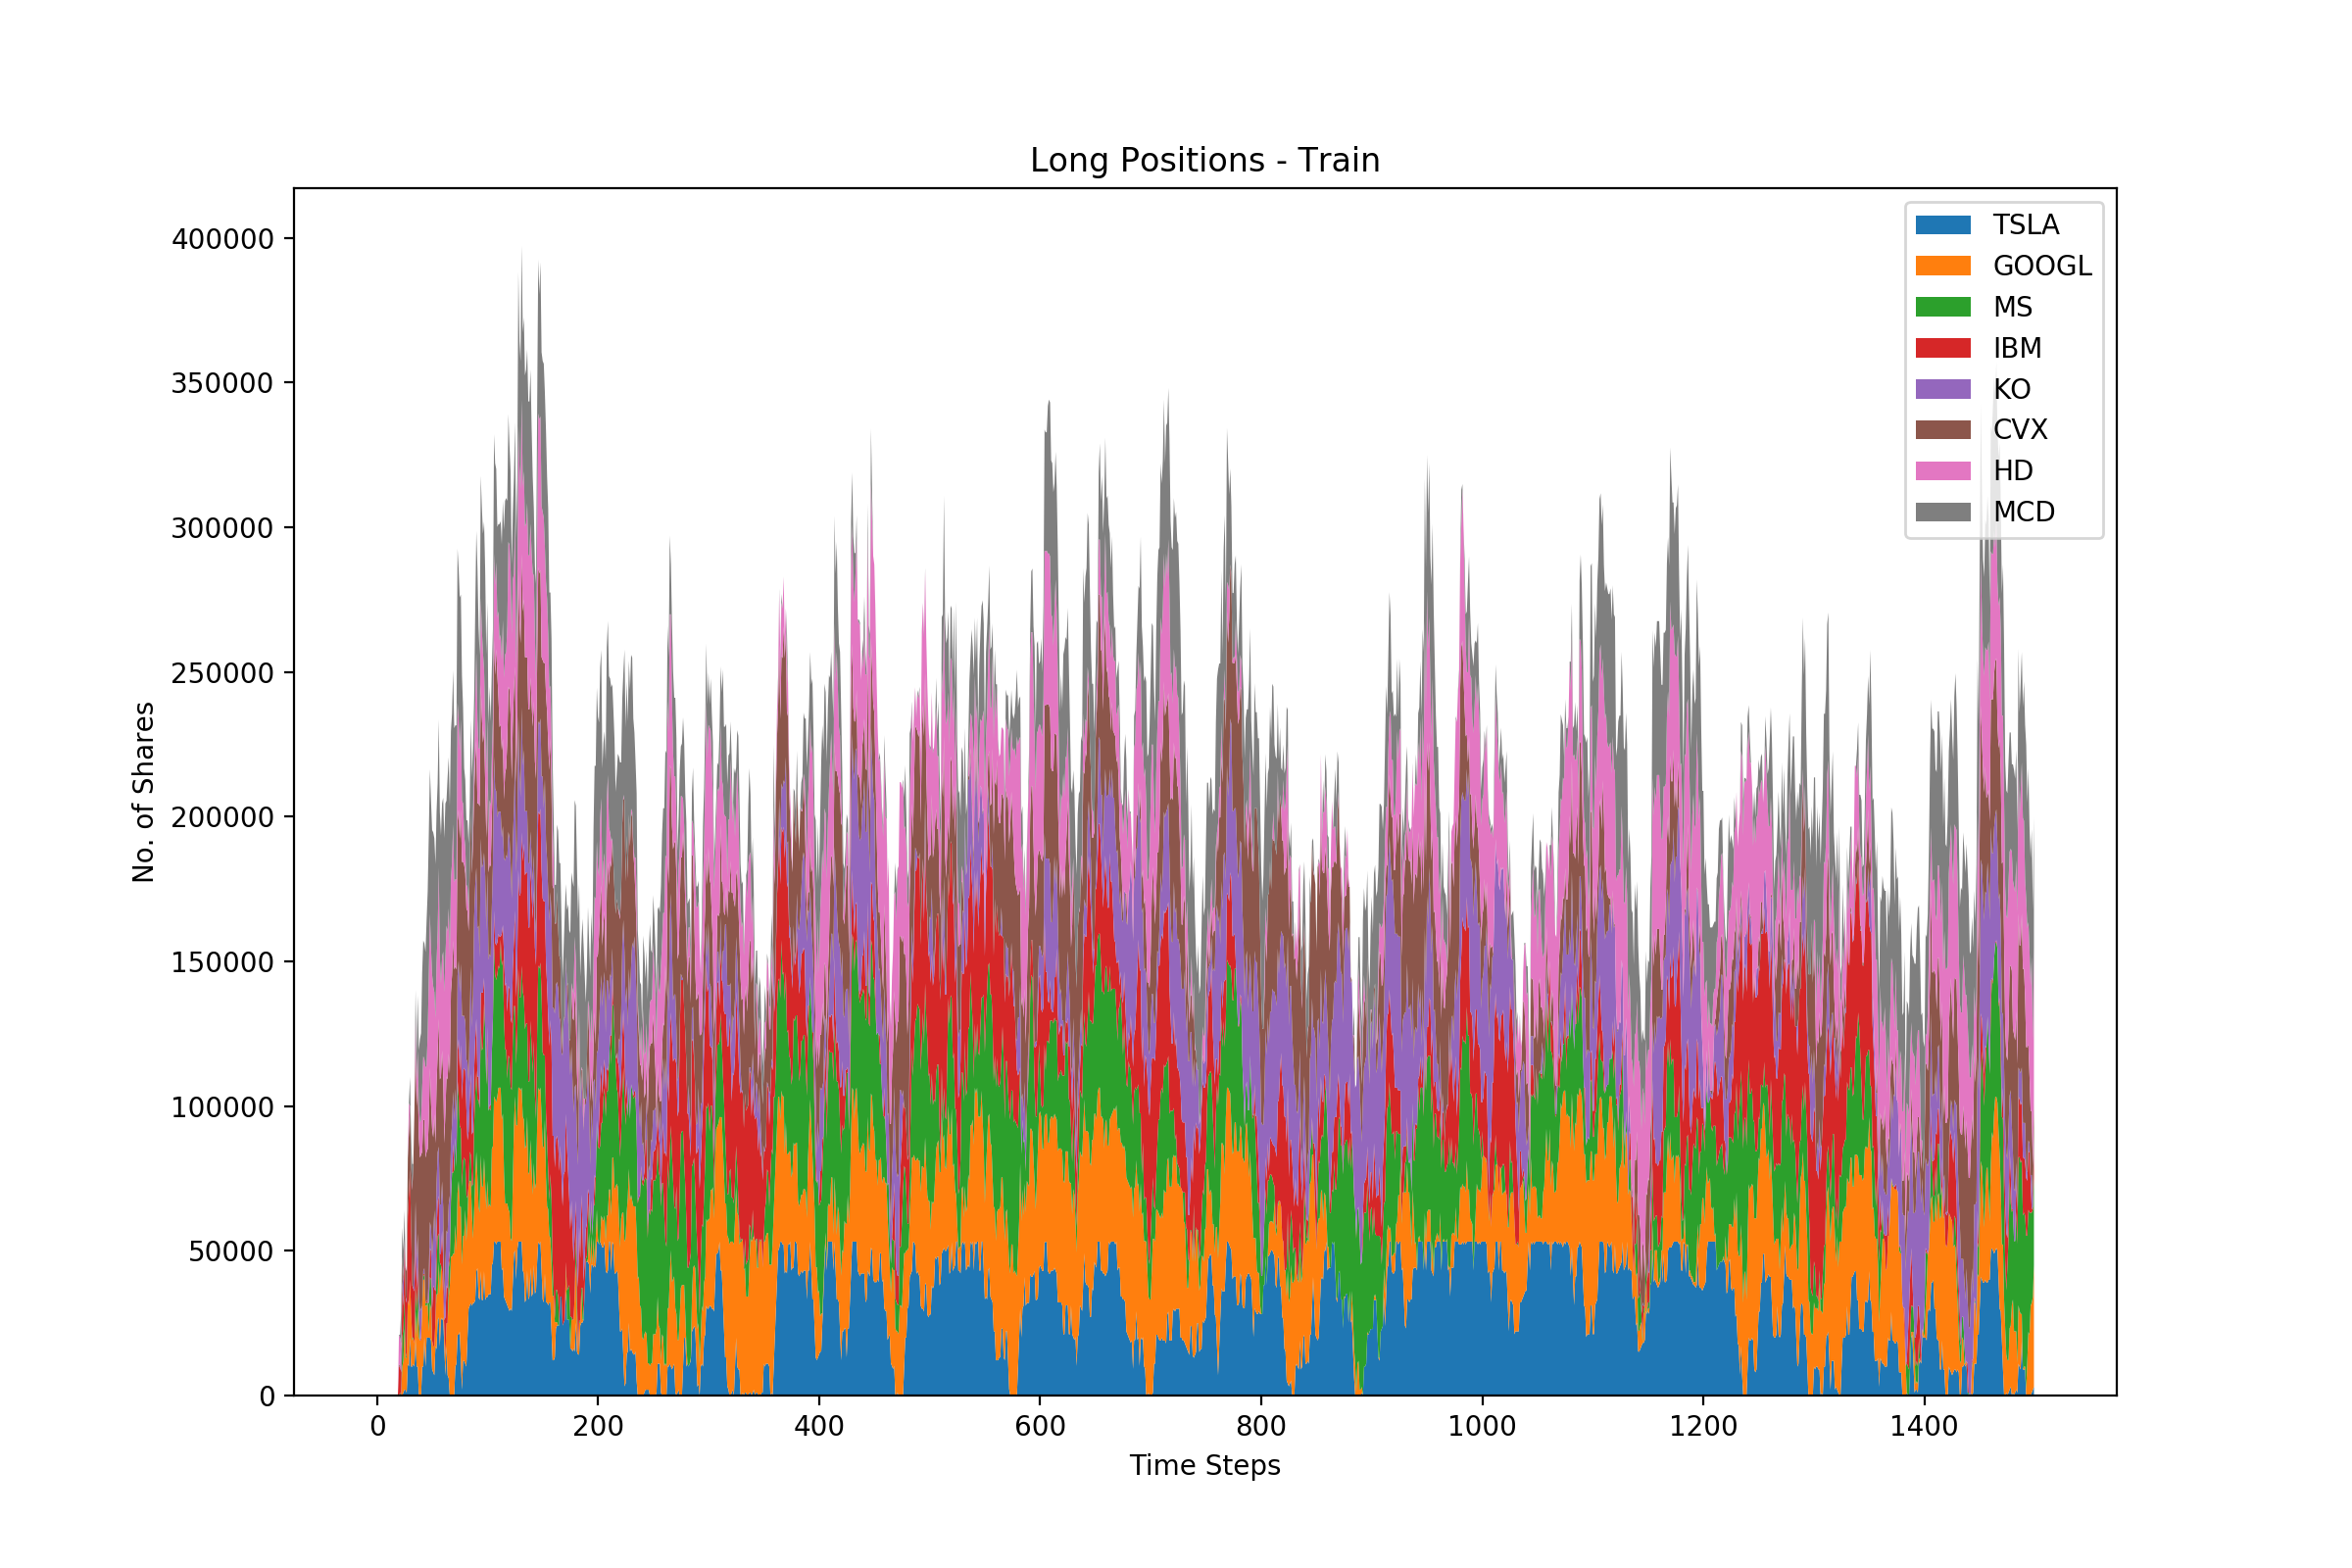 Long Positions - Train
No. of Shares
400000
350000
300000
250000
200000
150000
100000
50000
0
TSLA
GOOGL
MS
IBM
KO
CVX
HD
MCD
0 200 400 600 800 1000 1200 1400
Time Steps